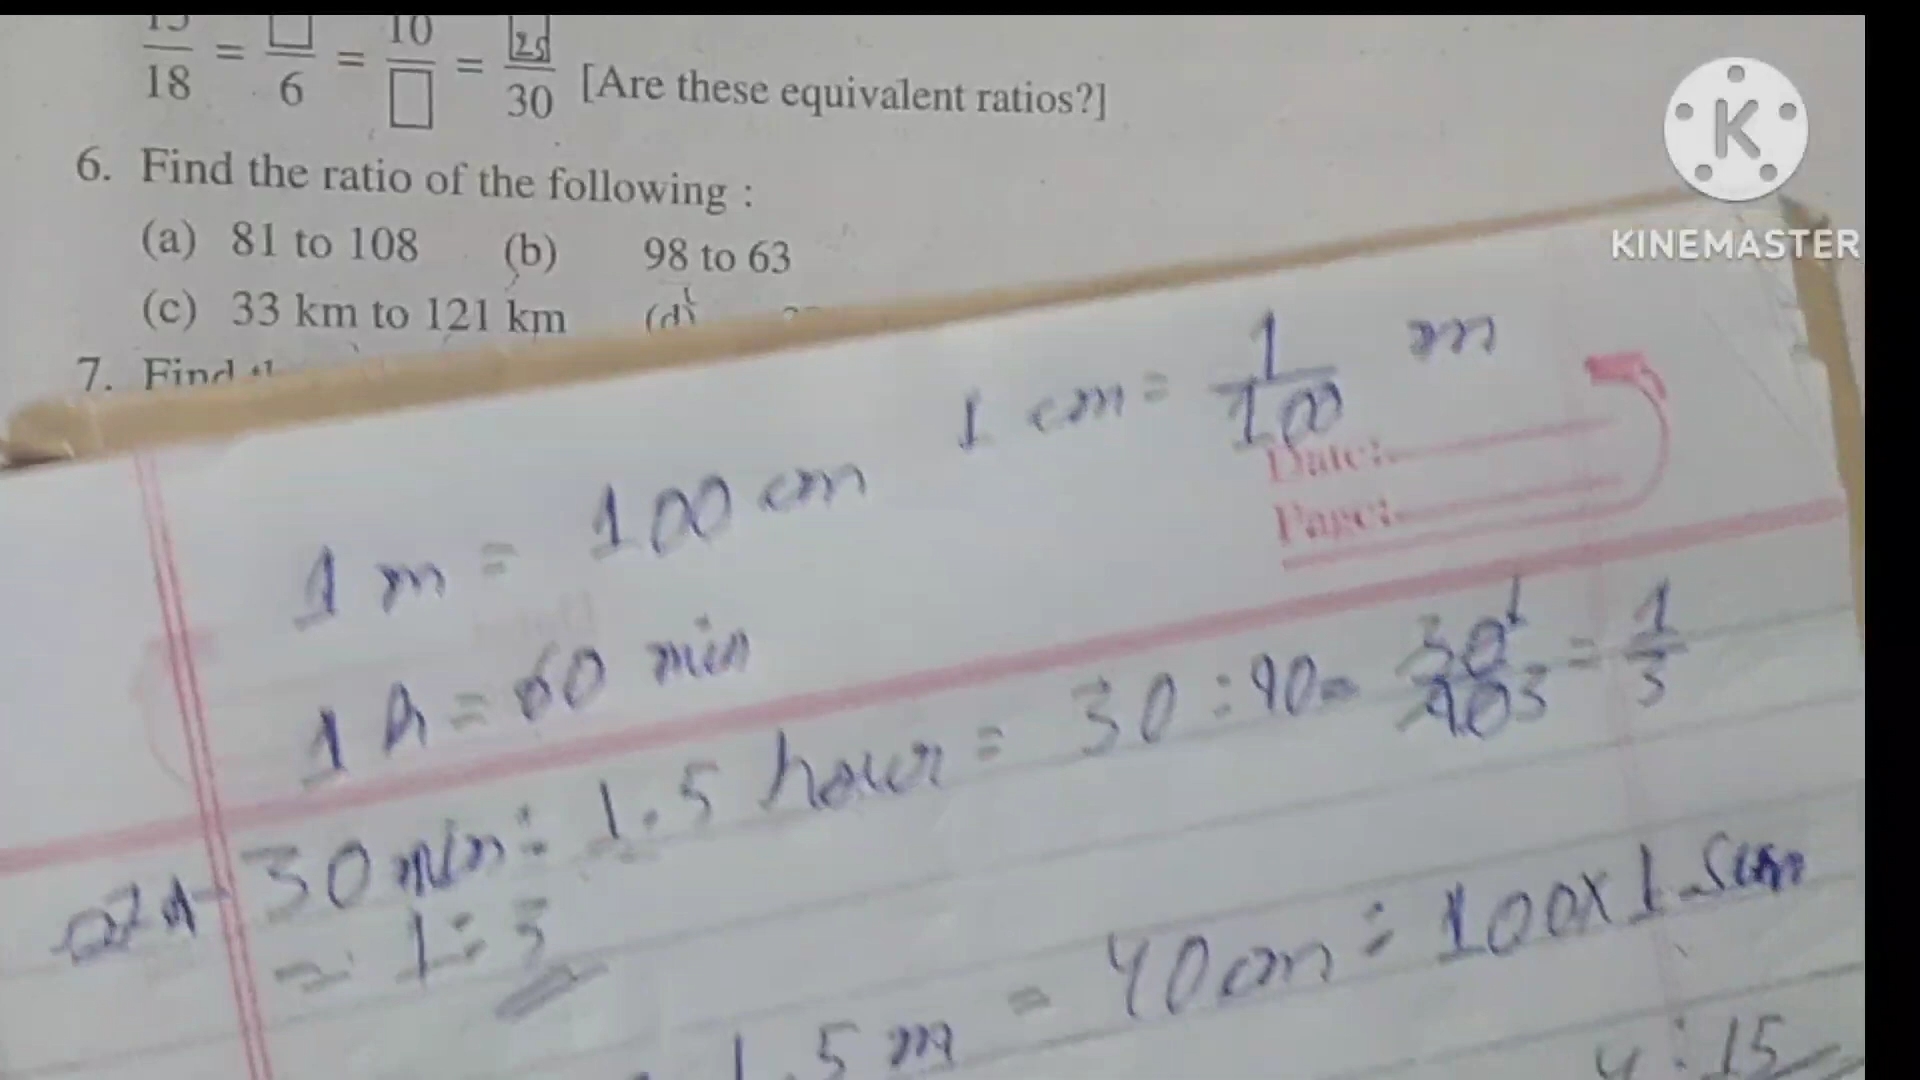 15/18 = □/6 = 10/□ = 25/30 [Are these equivalent ratios?]
6. Find the ratio of the following :
(a) 81 to 108 (b) 98 to 63
(c) 33 km to 121 km (d)
7. Find
KINEMASTER
1 cm = 1/100 m
Date:
Page:
1 m = 100 cm
1 h = 60 min
30 min : 1.5 hour = 30 : 90 = 30/90 = 1/3
= 1 : 3
1.5 m = 40 cm : 100 x 1.5 cm
4 : 15